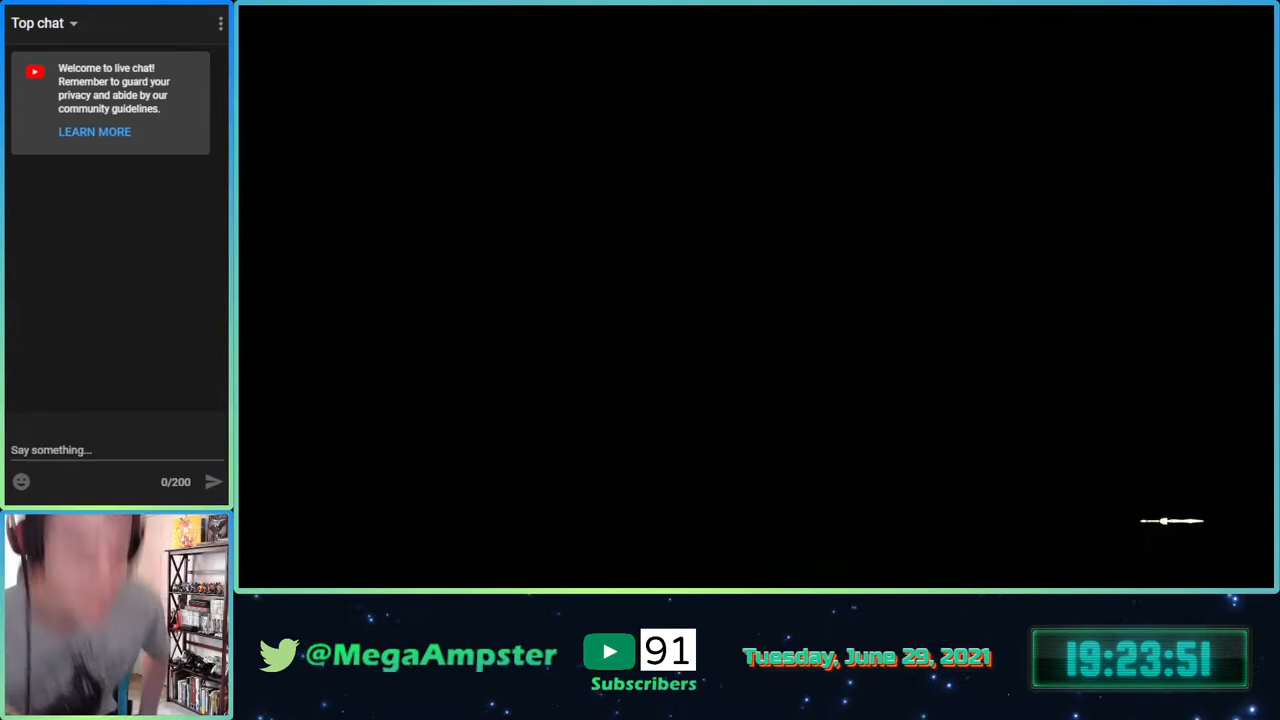 Top chat
Welcome to live chat!
Remember to guard your
privacy and abide by our
community guidelines.
LEARN MORE
Say something...
0/200
@MegaAmpster
91
Subscribers
Tuesday, June 29, 2021
19:23:51